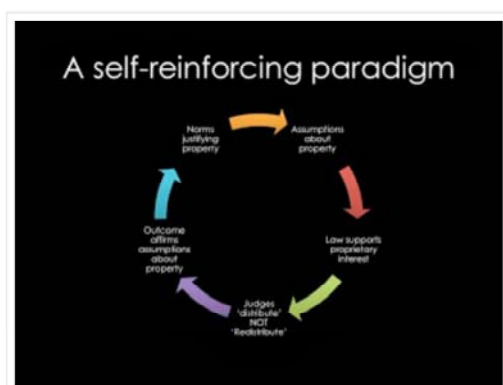 A self-reinforcing paradigm
Norms
justifying
property
Assumptions
about
property
Law supports
proprietary
interest
Judges
'distribute'
NOT
'Redistribute'
Outcome
affirms
assumptions
about
property